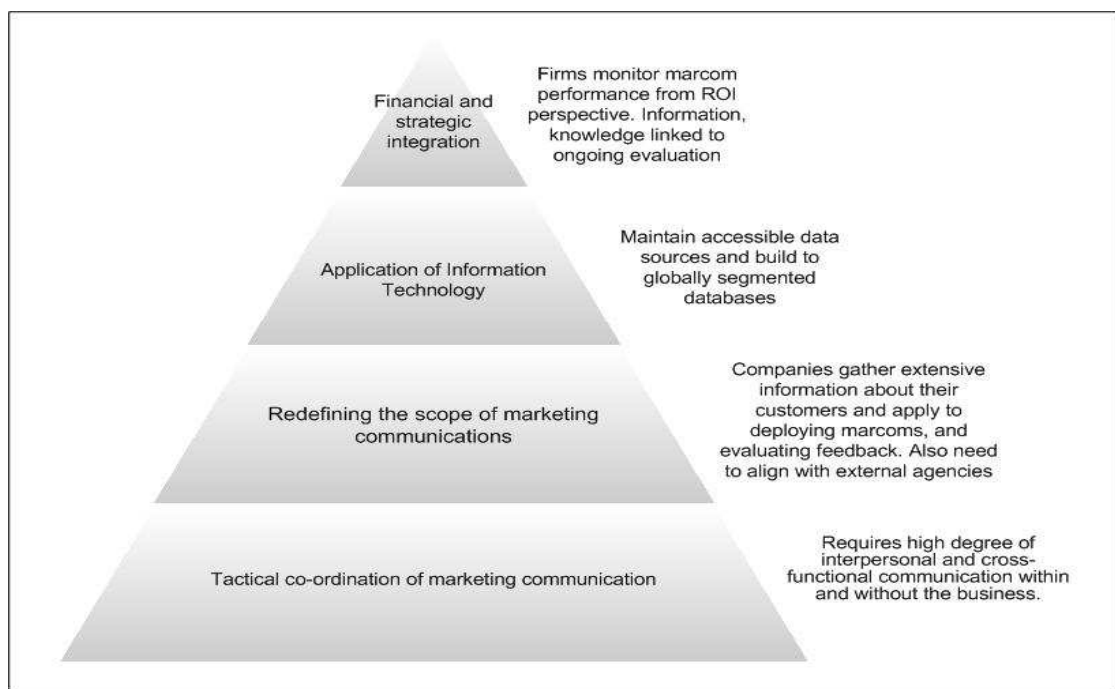 Financial and
strategic
integration
Firms monitor marcom
performance from ROI
perspective. Information,
knowledge linked to
ongoing evaluation
Application of Information
Technology
Maintain accessible data
sources and build to
globally segmented
databases
Redefining the scope of marketing
communications
Companies gather extensive
information about their
customers and apply to
deploying marcoms, and
evaluating feedback. Also need
to align with external agencies
Tactical co-ordination of marketing communication
Requires high degree of
interpersonal and cross-
functional communication within
and without the business.